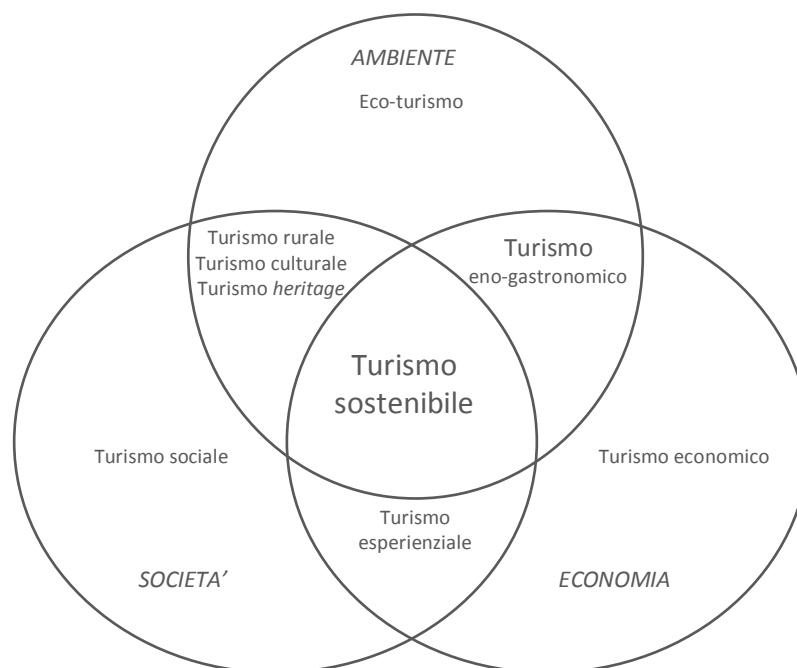 AMBIENTE
Eco-turismo
Turismo rurale
Turismo culturale
Turismo heritage
Turismo
eno-gastronomico
Turismo
sostenibile
Turismo sociale
Turismo economico
Turismo
esperienziale
SOCIETA’
ECONOMIA